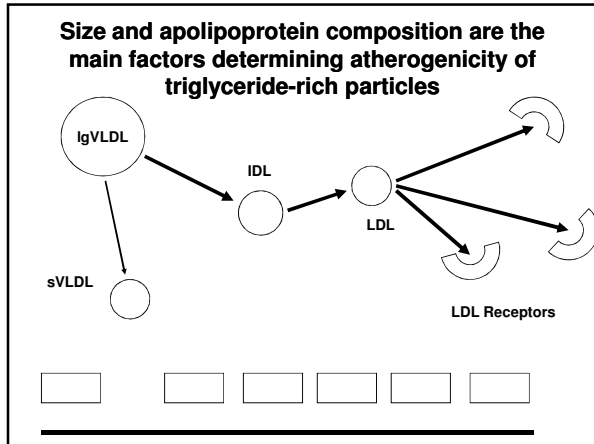 Size and apolipoprotein composition are the
main factors determining atherogenicity of
triglyceride-rich particles
lgVLDL
IDL
LDL
sVLDL
LDL Receptors